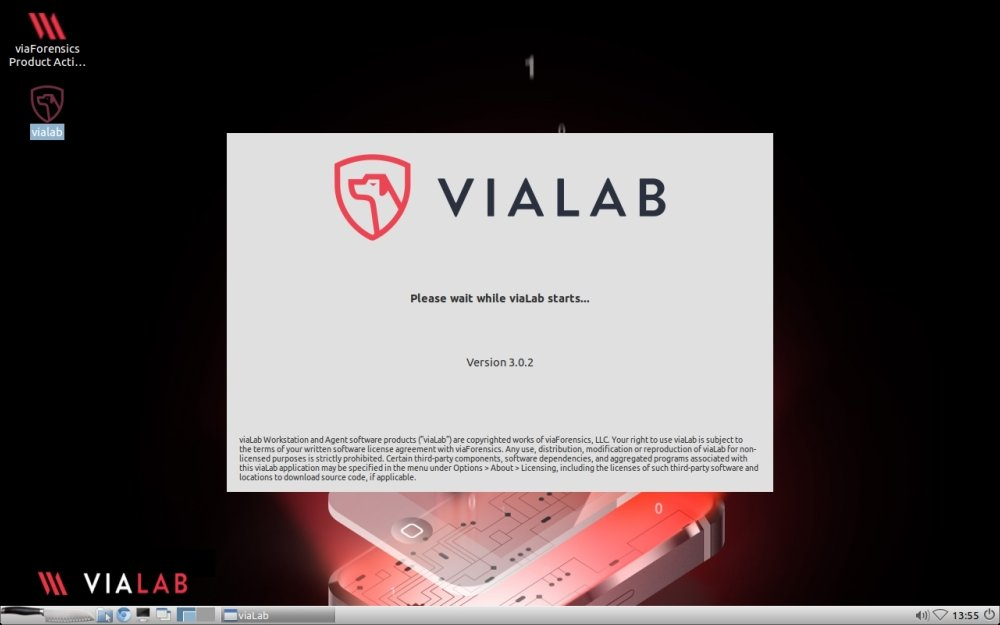 viaForensics
Product Acti...
vialab
1
0
VIALAB
Please wait while viaLab starts...
Version 3.0.2
viaLab Workstation and Agent software products ("viaLab") are copyrighted works of viaForensics, LLC. Your right to use viaLab is subject to
the terms of your written software license agreement with viaForensics. Any use, distribution, modification or reproduction of viaLab for non-
licensed purposes is strictly prohibited. Certain third-party components, software dependencies, and aggregated programs associated with
this viaLab application may be specified in the menu under Options > About > Licensing, including the licenses of such third-party software and
locations to download source code, if applicable.
0
0
VIALAB
viaLab
13:55